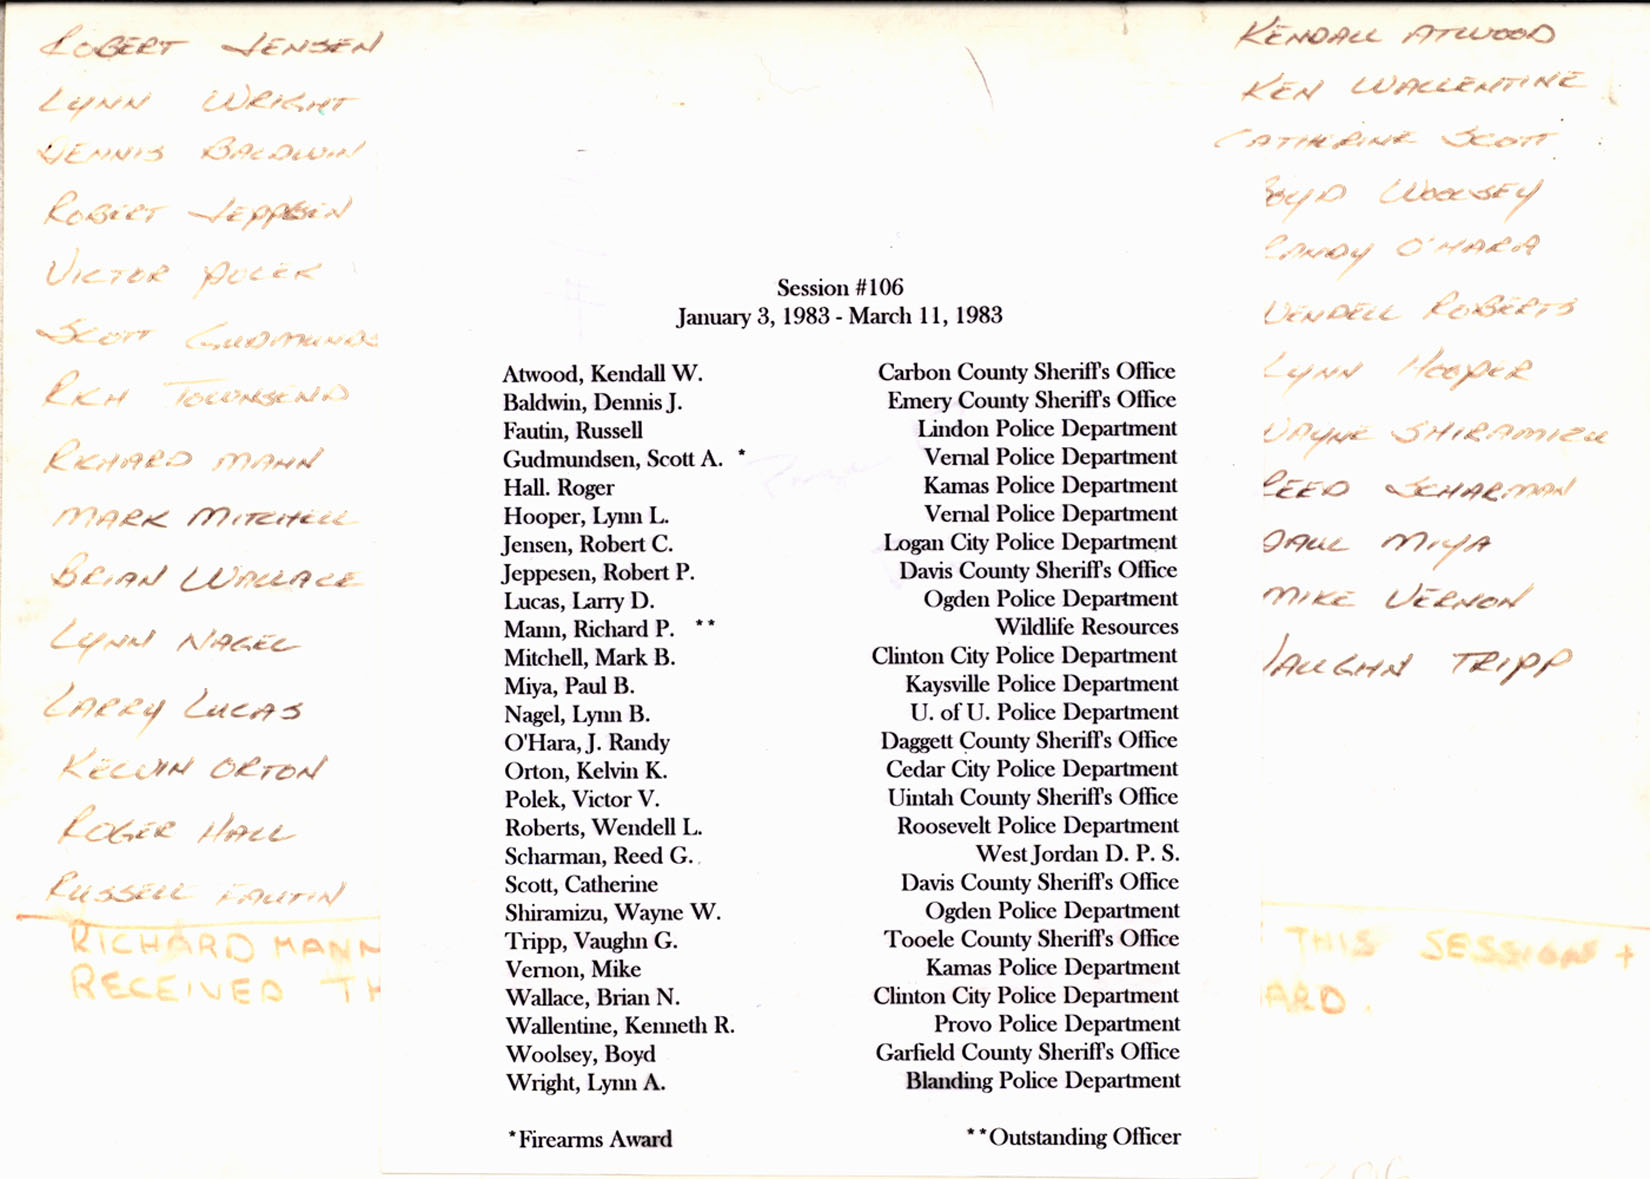 ROBERT JENSEN
LYNN WRIGHT
DENNIS BALDWIN
ROBERT JEPPESEN
VICTOR POLEK
SCOTT GUDMUNDS
RICH TOWNSEND
RICHARD MANN
MARK MITCHELL
BRIAN WALLACE
LYNN NAGEL
LARRY LUCAS
KELVIN ORTON
ROGER HALL
RUSSELL FAUTIN
RICHARD MANN
RECEIVED TH
Session #106
January 3, 1983 - March 11, 1983
Atwood, Kendall W. Carbon County Sheriff's Office
Baldwin, Dennis J. Emery County Sheriff's Office
Fautin, Russell Lindon Police Department
Gudmundsen, Scott A. * Vernal Police Department
Hall. Roger Kamas Police Department
Hooper, Lynn L. Vernal Police Department
Jensen, Robert C. Logan City Police Department
Jeppesen, Robert P. Davis County Sheriff's Office
Lucas, Larry D. Ogden Police Department
Mann, Richard P. ** Wildlife Resources
Mitchell, Mark B. Clinton City Police Department
Miya, Paul B. Kaysville Police Department
Nagel, Lynn B. U. of U. Police Department
O'Hara, J. Randy Daggett County Sheriff's Office
Orton, Kelvin K. Cedar City Police Department
Polek, Victor V. Uintah County Sheriff's Office
Roberts, Wendell L. Roosevelt Police Department
Scharman, Reed G. West Jordan D. P. S.
Scott, Catherine Davis County Sheriff's Office
Shiramizu, Wayne W. Ogden Police Department
Tripp, Vaughn G. Tooele County Sheriff's Office
Vernon, Mike Kamas Police Department
Wallace, Brian N. Clinton City Police Department
Wallentine, Kenneth R. Provo Police Department
Woolsey, Boyd Garfield County Sheriff's Office
Wright, Lynn A. Blanding Police Department
*Firearms Award **Outstanding Officer
KENDALL ATWOOD
KEN WALLENTINE
CATHERINE SCOTT
BOYD WOOLSEY
RANDY O'HARA
WENDELL ROBERTS
LYNN HOOPER
WAYNE SHIRAMIZU
REED SCHARMAN
PAUL MIYA
MIKE VERNON
VAUGHN TRIPP
THIS SESSION +
ARD.